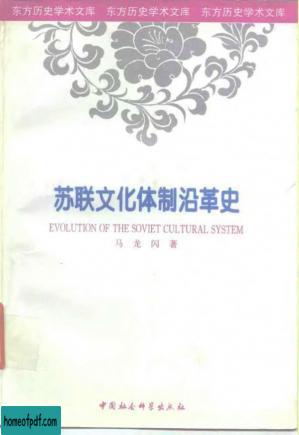 东方历史学术文库 东方历史学术文库 东方历史学术文库
苏联文化体制沿革史
EVOLUTION OF THE SOVIET CULTURAL SYSTEM
马龙闪著
中国社会科学出版社
homeofpdf.com